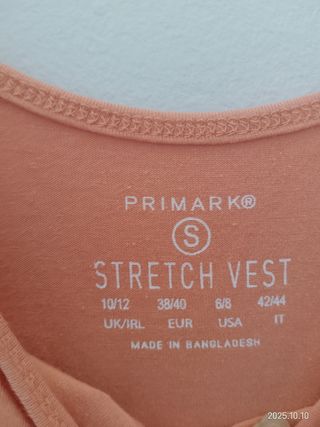 PRIMARK®
S
STRETCH VEST
10/12 38/40 6/8 42/44
UK/IRL EUR USA IT
MADE IN BANGLADESH
2025.10.10